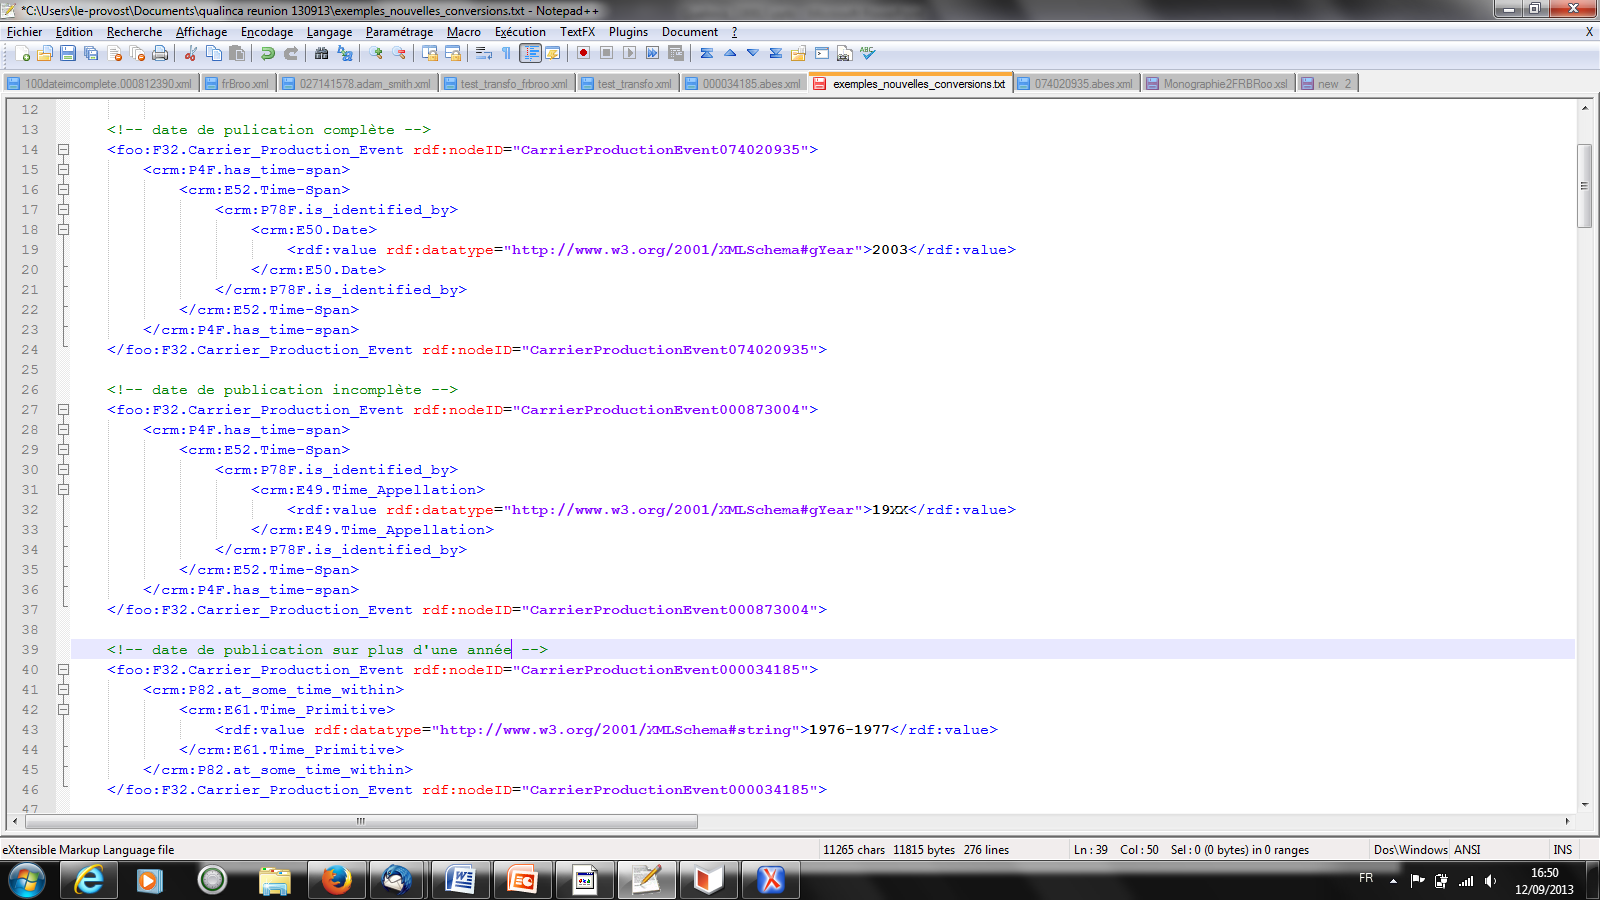 *C:\Users\le-provost\Documents\qualinca reunion 130913\exemples_nouvelles_conversions.txt - Notepad++
Fichier Edition Recherche Affichage Encodage Langage Paramétrage Macro Exécution TextFX Plugins Document ? X
100dateimcomplete.000812390.xml frBroo.xml 027141578.adam_smith.xml test_transfo_frbroo.xml test_transfo.xml 000034185.abes.xml exemples_nouvelles_conversions.txt 074020935.abes.xml Monographie2FRBRoo.xsl new 2
12
13 <!-- date de pulication complète -->
14 <foo:F32.Carrier_Production_Event rdf:nodeID="CarrierProductionEvent074020935">
15 <crm:P4F.has_time-span>
16 <crm:E52.Time-Span>
17 <crm:P78F.is_identified_by>
18 <crm:E50.Date>
19 <rdf:value rdf:datatype="http://www.w3.org/2001/XMLSchema#gYear">2003</rdf:value>
20 </crm:E50.Date>
21 </crm:P78F.is_identified_by>
22 </crm:E52.Time-Span>
23 </crm:P4F.has_time-span>
24 </foo:F32.Carrier_Production_Event rdf:nodeID="CarrierProductionEvent074020935">
25
26 <!-- date de publication incomplète -->
27 <foo:F32.Carrier_Production_Event rdf:nodeID="CarrierProductionEvent000873004">
28 <crm:P4F.has_time-span>
29 <crm:E52.Time-Span>
30 <crm:P78F.is_identified_by>
31 <crm:E49.Time_Appellation>
32 <rdf:value rdf:datatype="http://www.w3.org/2001/XMLSchema#gYear">19XX</rdf:value>
33 </crm:E49.Time_Appellation>
34 </crm:P78F.is_identified_by>
35 </crm:E52.Time-Span>
36 </crm:P4F.has_time-span>
37 </foo:F32.Carrier_Production_Event rdf:nodeID="CarrierProductionEvent000873004">
38
39 <!-- date de publication sur plus d'une année -->
40 <foo:F32.Carrier_Production_Event rdf:nodeID="CarrierProductionEvent000034185">
41 <crm:P82.at_some_time_within>
42 <crm:E61.Time_Primitive>
43 <rdf:value rdf:datatype="http://www.w3.org/2001/XMLSchema#string">1976-1977</rdf:value>
44 </crm:E61.Time_Primitive>
45 </crm:P82.at_some_time_within>
46 </foo:F32.Carrier_Production_Event rdf:nodeID="CarrierProductionEvent000034185">
47
eXtensible Markup Language file 11265 chars 11815 bytes 276 lines Ln : 39 Col : 50 Sel : 0 (0 bytes) in 0 ranges Dos\Windows ANSI INS
FR 16:50
12/09/2013